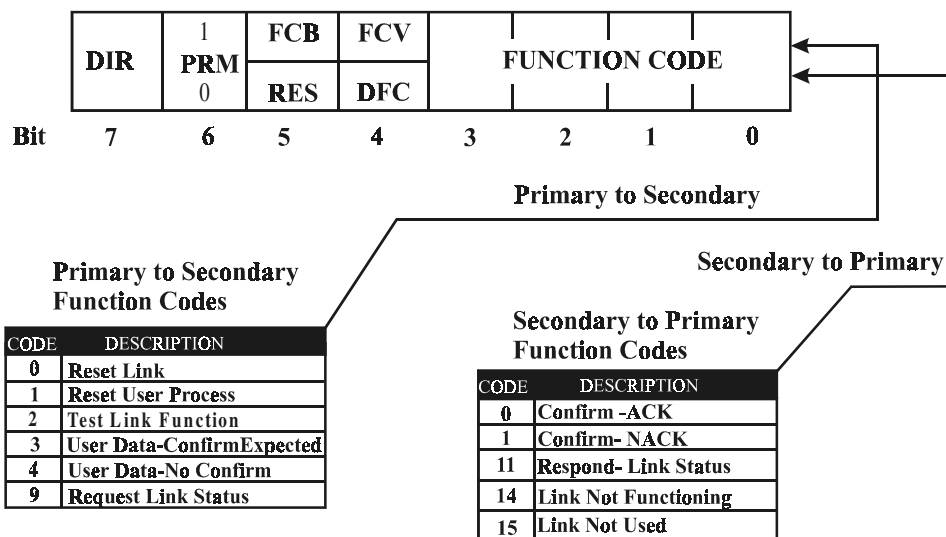 1 FCB FCV
DIR PRM FUNCTION CODE
0 RES DFC
Bit 7 6 5 4 3 2 1 0
Primary to Secondary
Secondary to Primary
Primary to Secondary
Function Codes
CODE DESCRIPTION
0 Reset Link
1 Reset User Process
2 Test Link Function
3 User Data-ConfirmExpected
4 User Data-No Confirm
9 Request Link Status
Secondary to Primary
Function Codes
CODE DESCRIPTION
0 Confirm -ACK
1 Confirm- NACK
11 Respond- Link Status
14 Link Not Functioning
15 Link Not Used